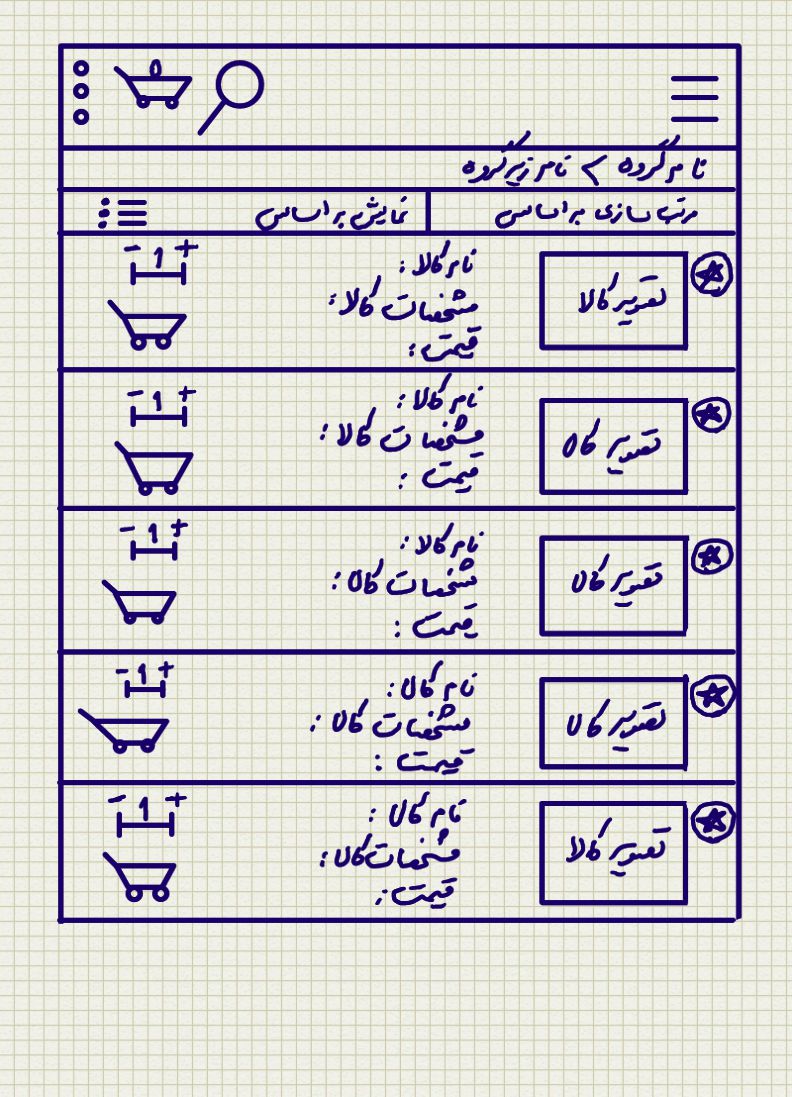 0
نام گروه > نام زیرگروه
مرتب سازی بر اساس
نمایش بر اساس
تصویر کالا
نام کالا :
مشخصات کالا :
قیمت :
- 1 +
تصویر کالا
نام کالا :
مشخصات کالا :
قیمت :
- 1 +
تصویر کالا
نام کالا :
مشخصات کالا :
قیمت :
- 1 +
تصویر کالا
نام کالا :
مشخصات کالا :
قیمت :
- 1 +
تصویر کالا
نام کالا :
مشخصات کالا :
قیمت :
- 1 +